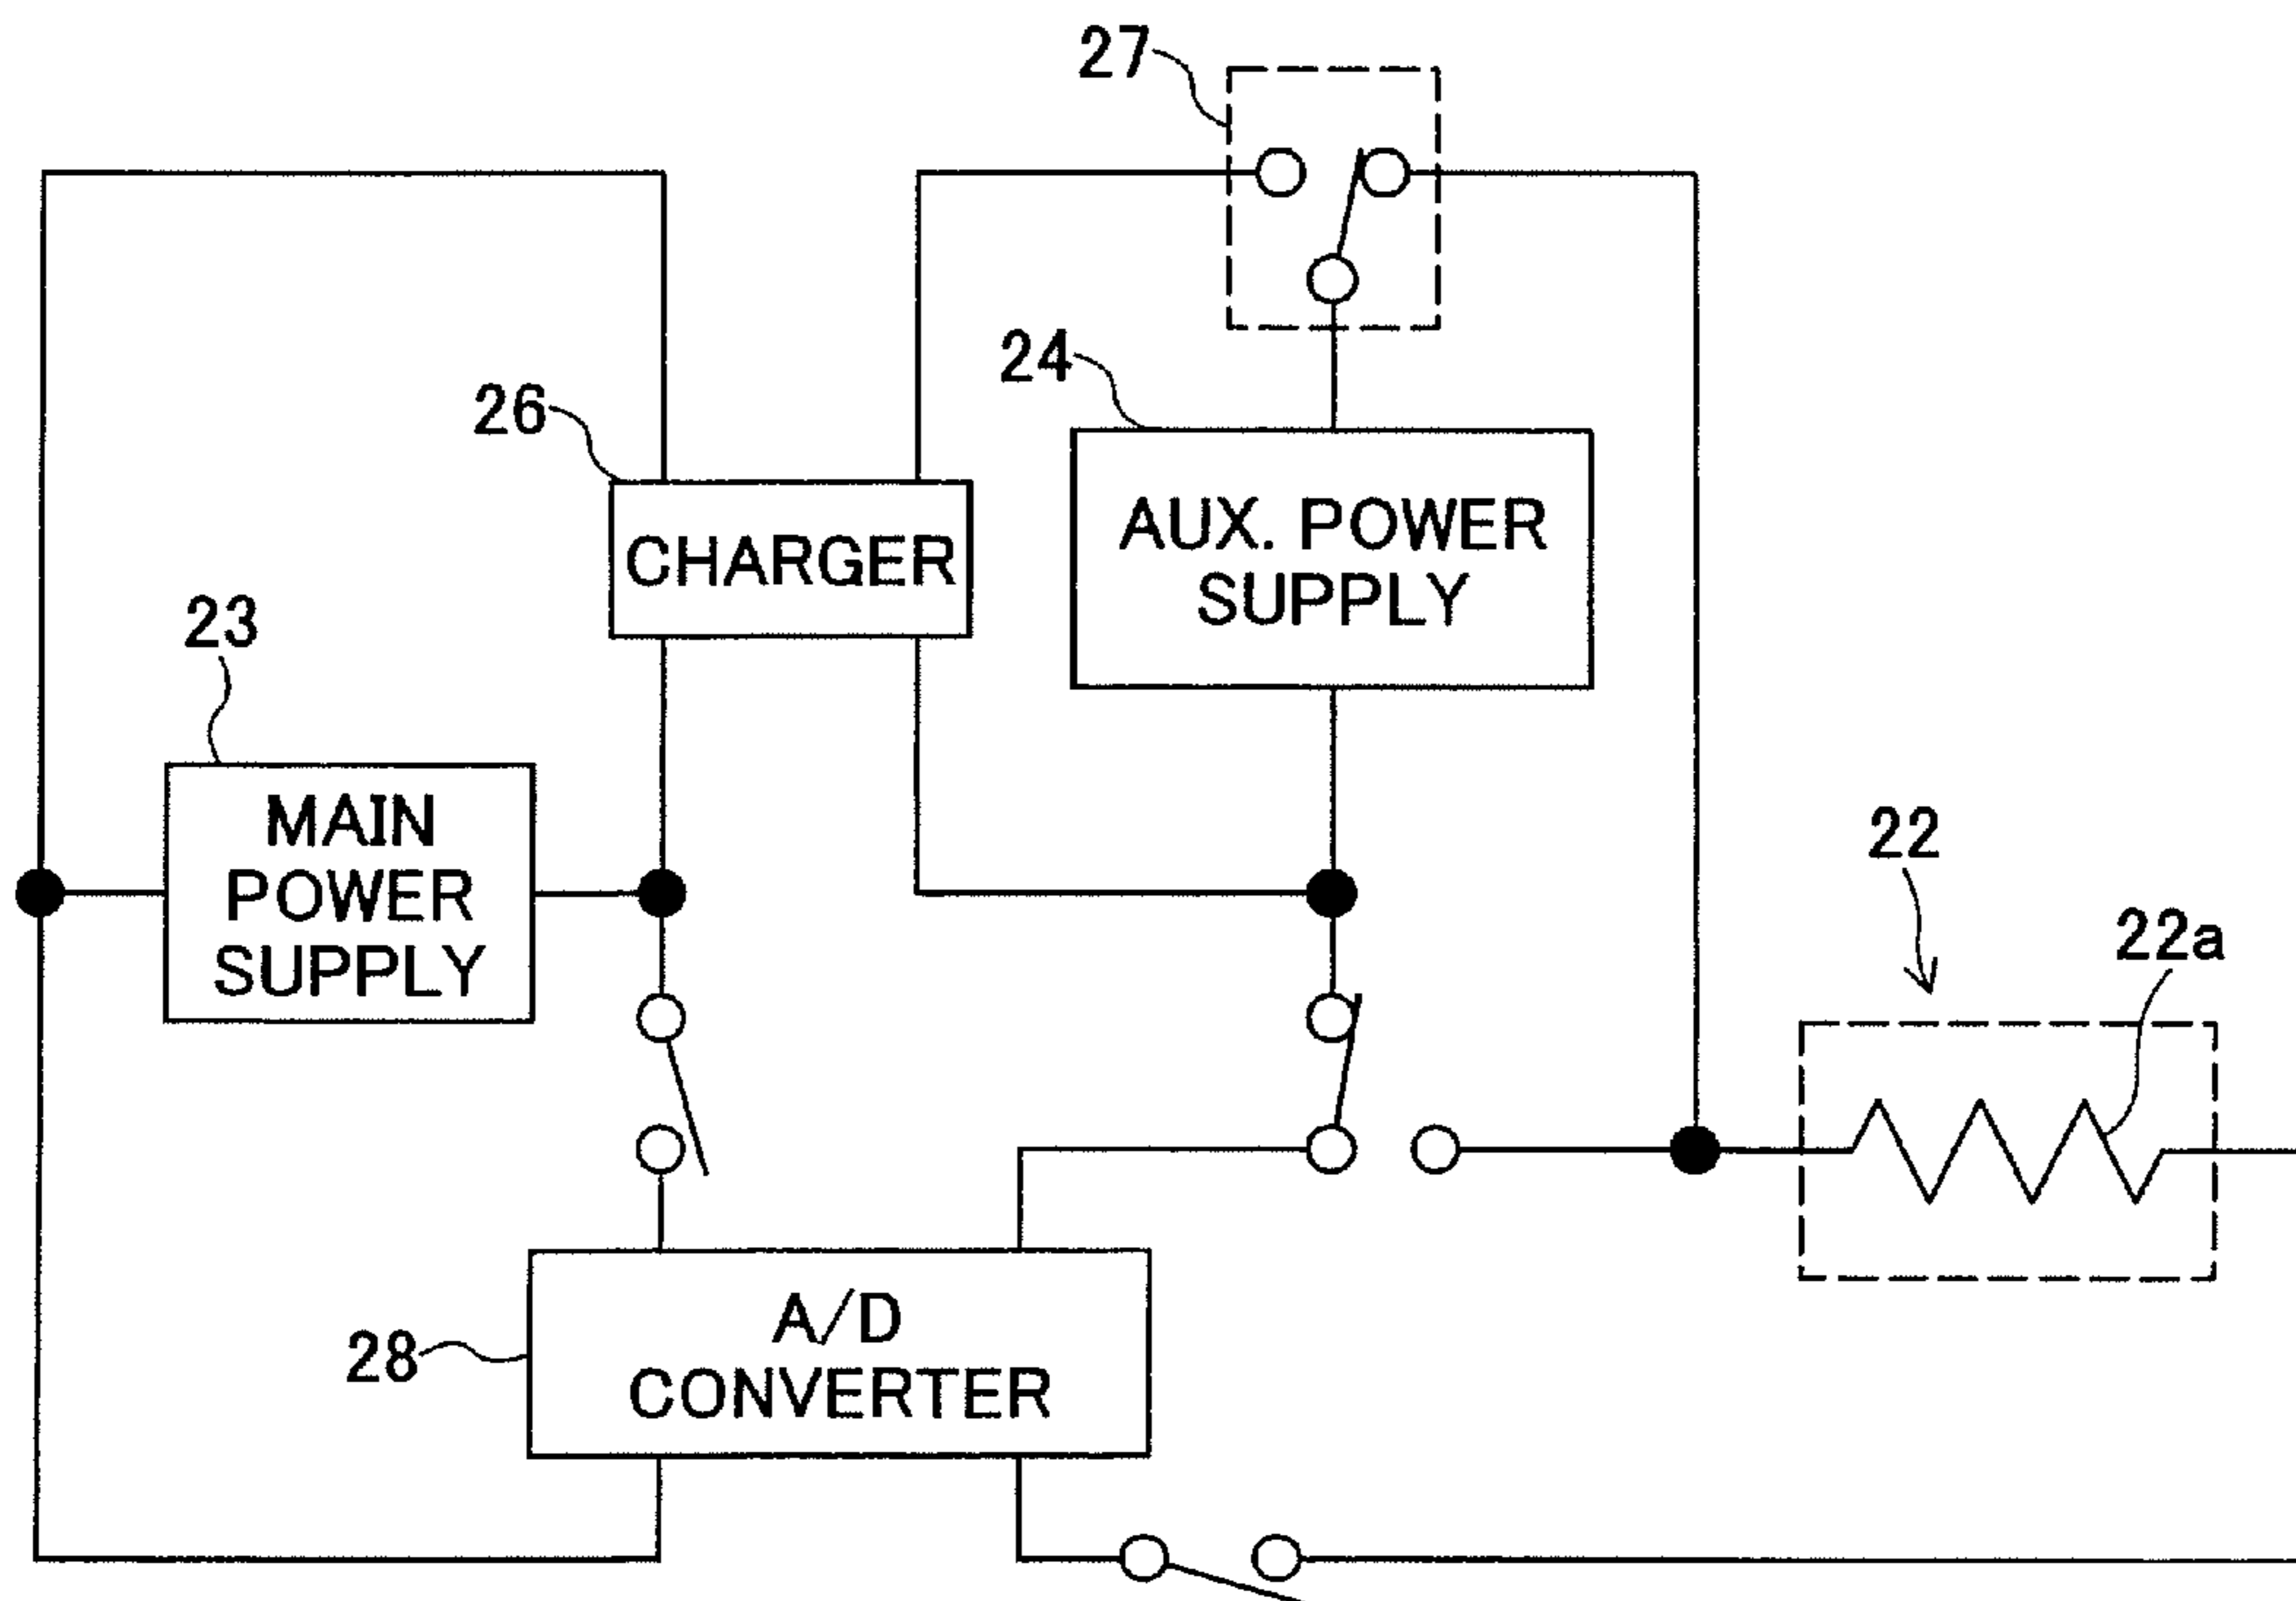 27
24
26
AUX. POWER
SUPPLY
CHARGER
23
MAIN
POWER
SUPPLY
22
22a
A/D
CONVERTER
28